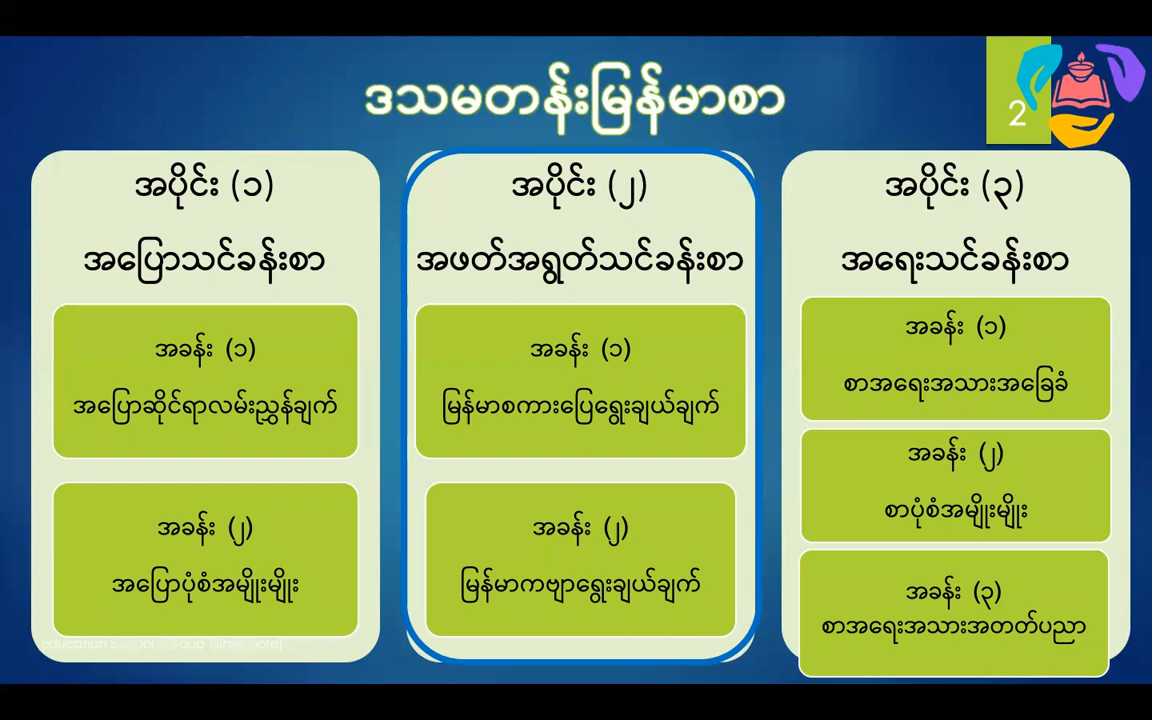 ဒသမတန်းမြန်မာစာ
2
အပိုင်း (၁)
အပြောသင်ခန်းစာ
အခန်း (၁)
အပြောဆိုင်ရာလမ်းညွှန်ချက်
အခန်း (၂)
အပြောပုံစံအမျိုးမျိုး
အပိုင်း (၂)
အဖတ်အရွတ်သင်ခန်းစာ
အခန်း (၁)
မြန်မာစကားပြေရွေးချယ်ချက်
အခန်း (၂)
မြန်မာကဗျာရွေးချယ်ချက်
အပိုင်း (၃)
အရေးသင်ခန်းစာ
အခန်း (၁)
စာအရေးအသားအခြေခံ
အခန်း (၂)
စာပုံစံအမျိုးမျိုး
အခန်း (၃)
စာအရေးအသားအတတ်ပညာ